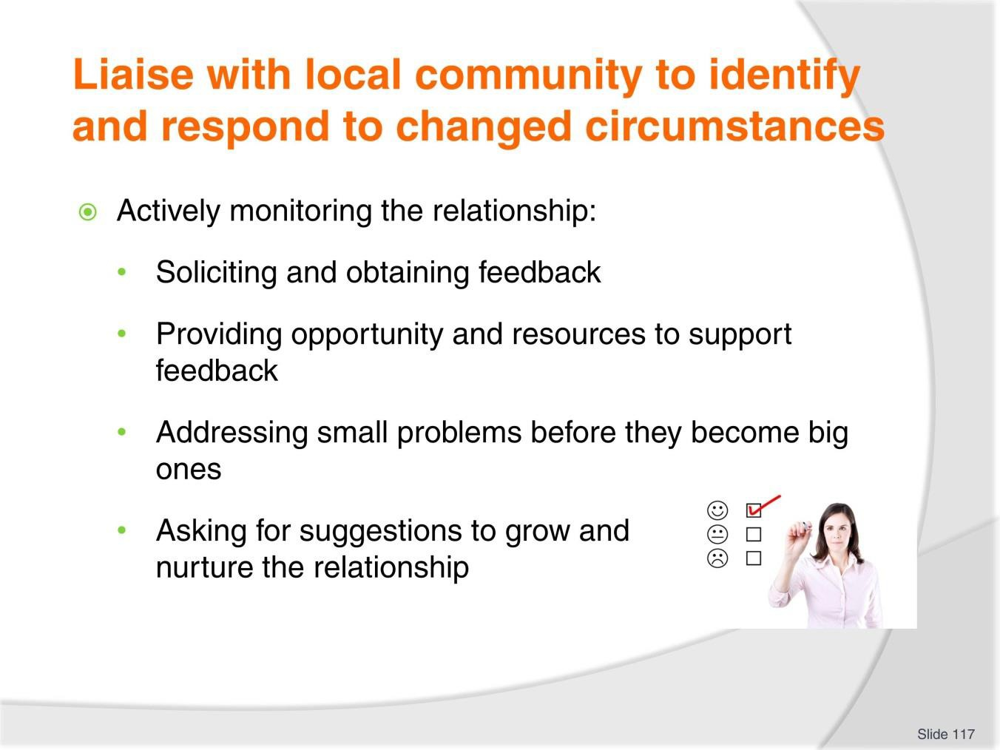 Liaise with local community to identify
and respond to changed circumstances
Actively monitoring the relationship:
• Soliciting and obtaining feedback
• Providing opportunity and resources to support
feedback
• Addressing small problems before they become big
ones
• Asking for suggestions to grow and
nurture the relationship
Slide 117